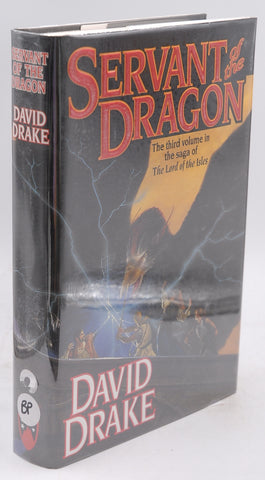 SERVANT
OF THE
DRAGON
DAVID
DRAKE
BP
SERVANT
of the
DRAGON
The third volume in
the saga of
The Lord of the Isles
DAVID
DRAKE